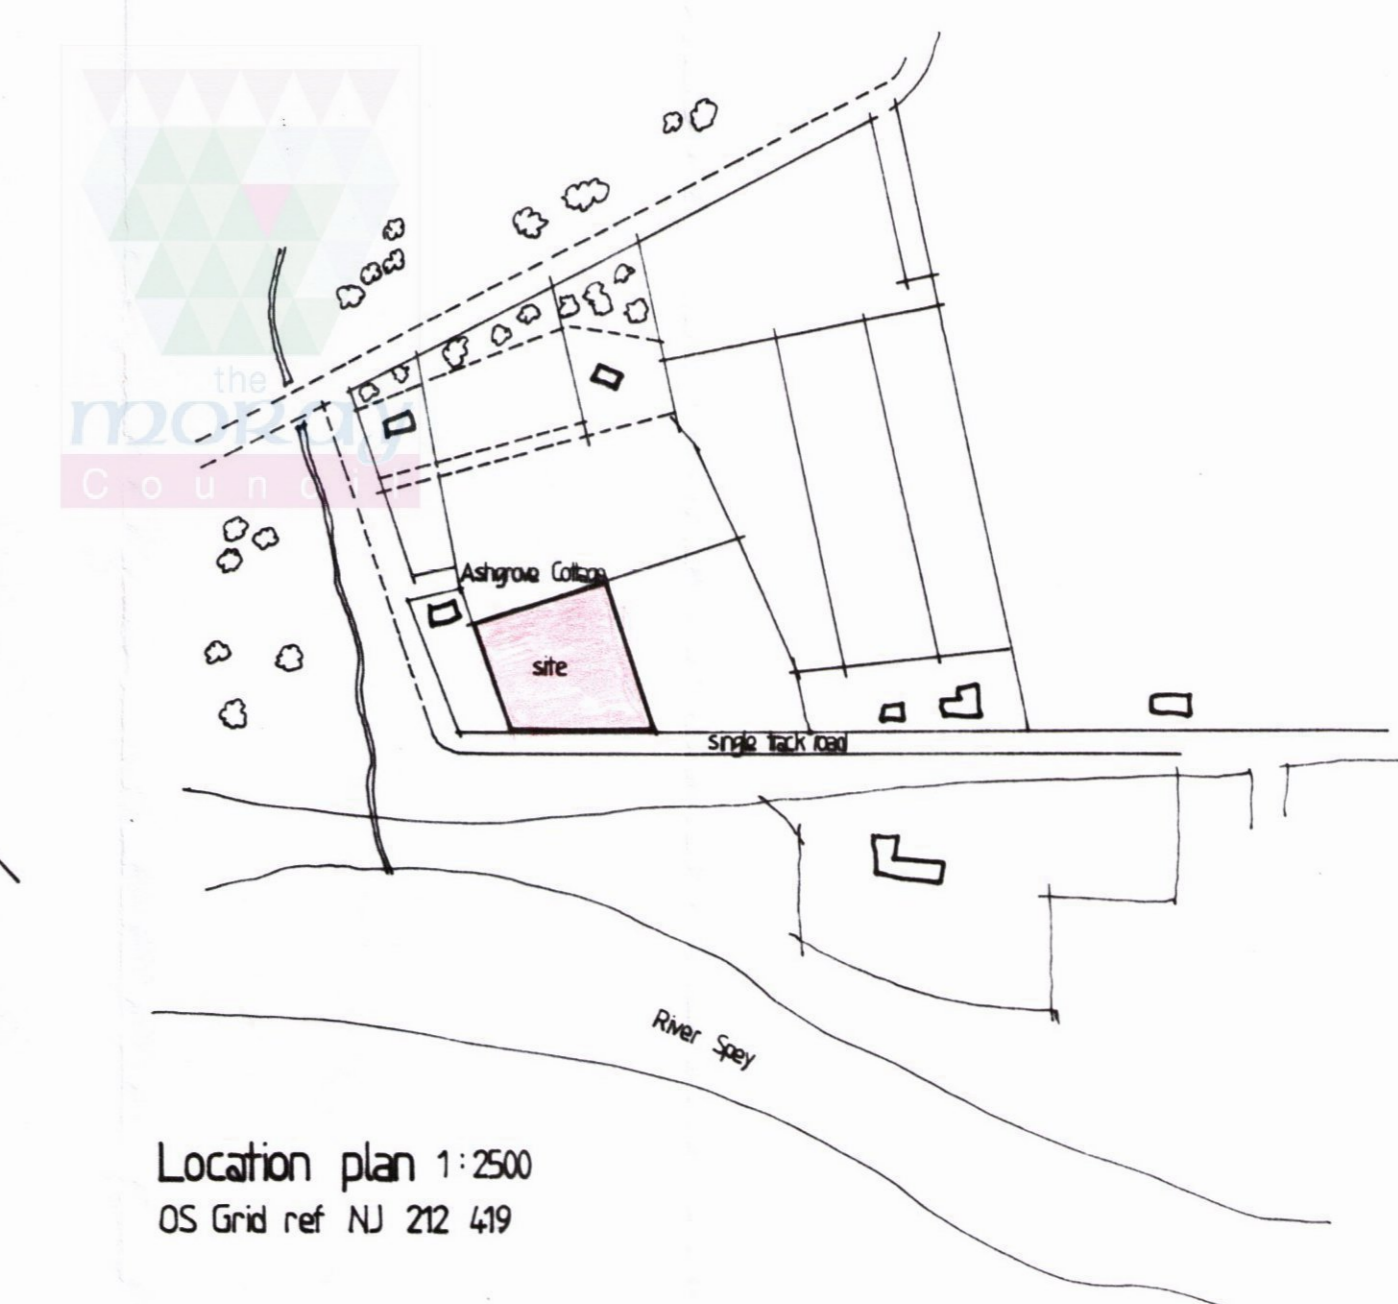 the
moray
Council
Ashgrove Cottage
site
single track road
River Spey
Location plan 1:2500
OS Grid ref NJ 212 419